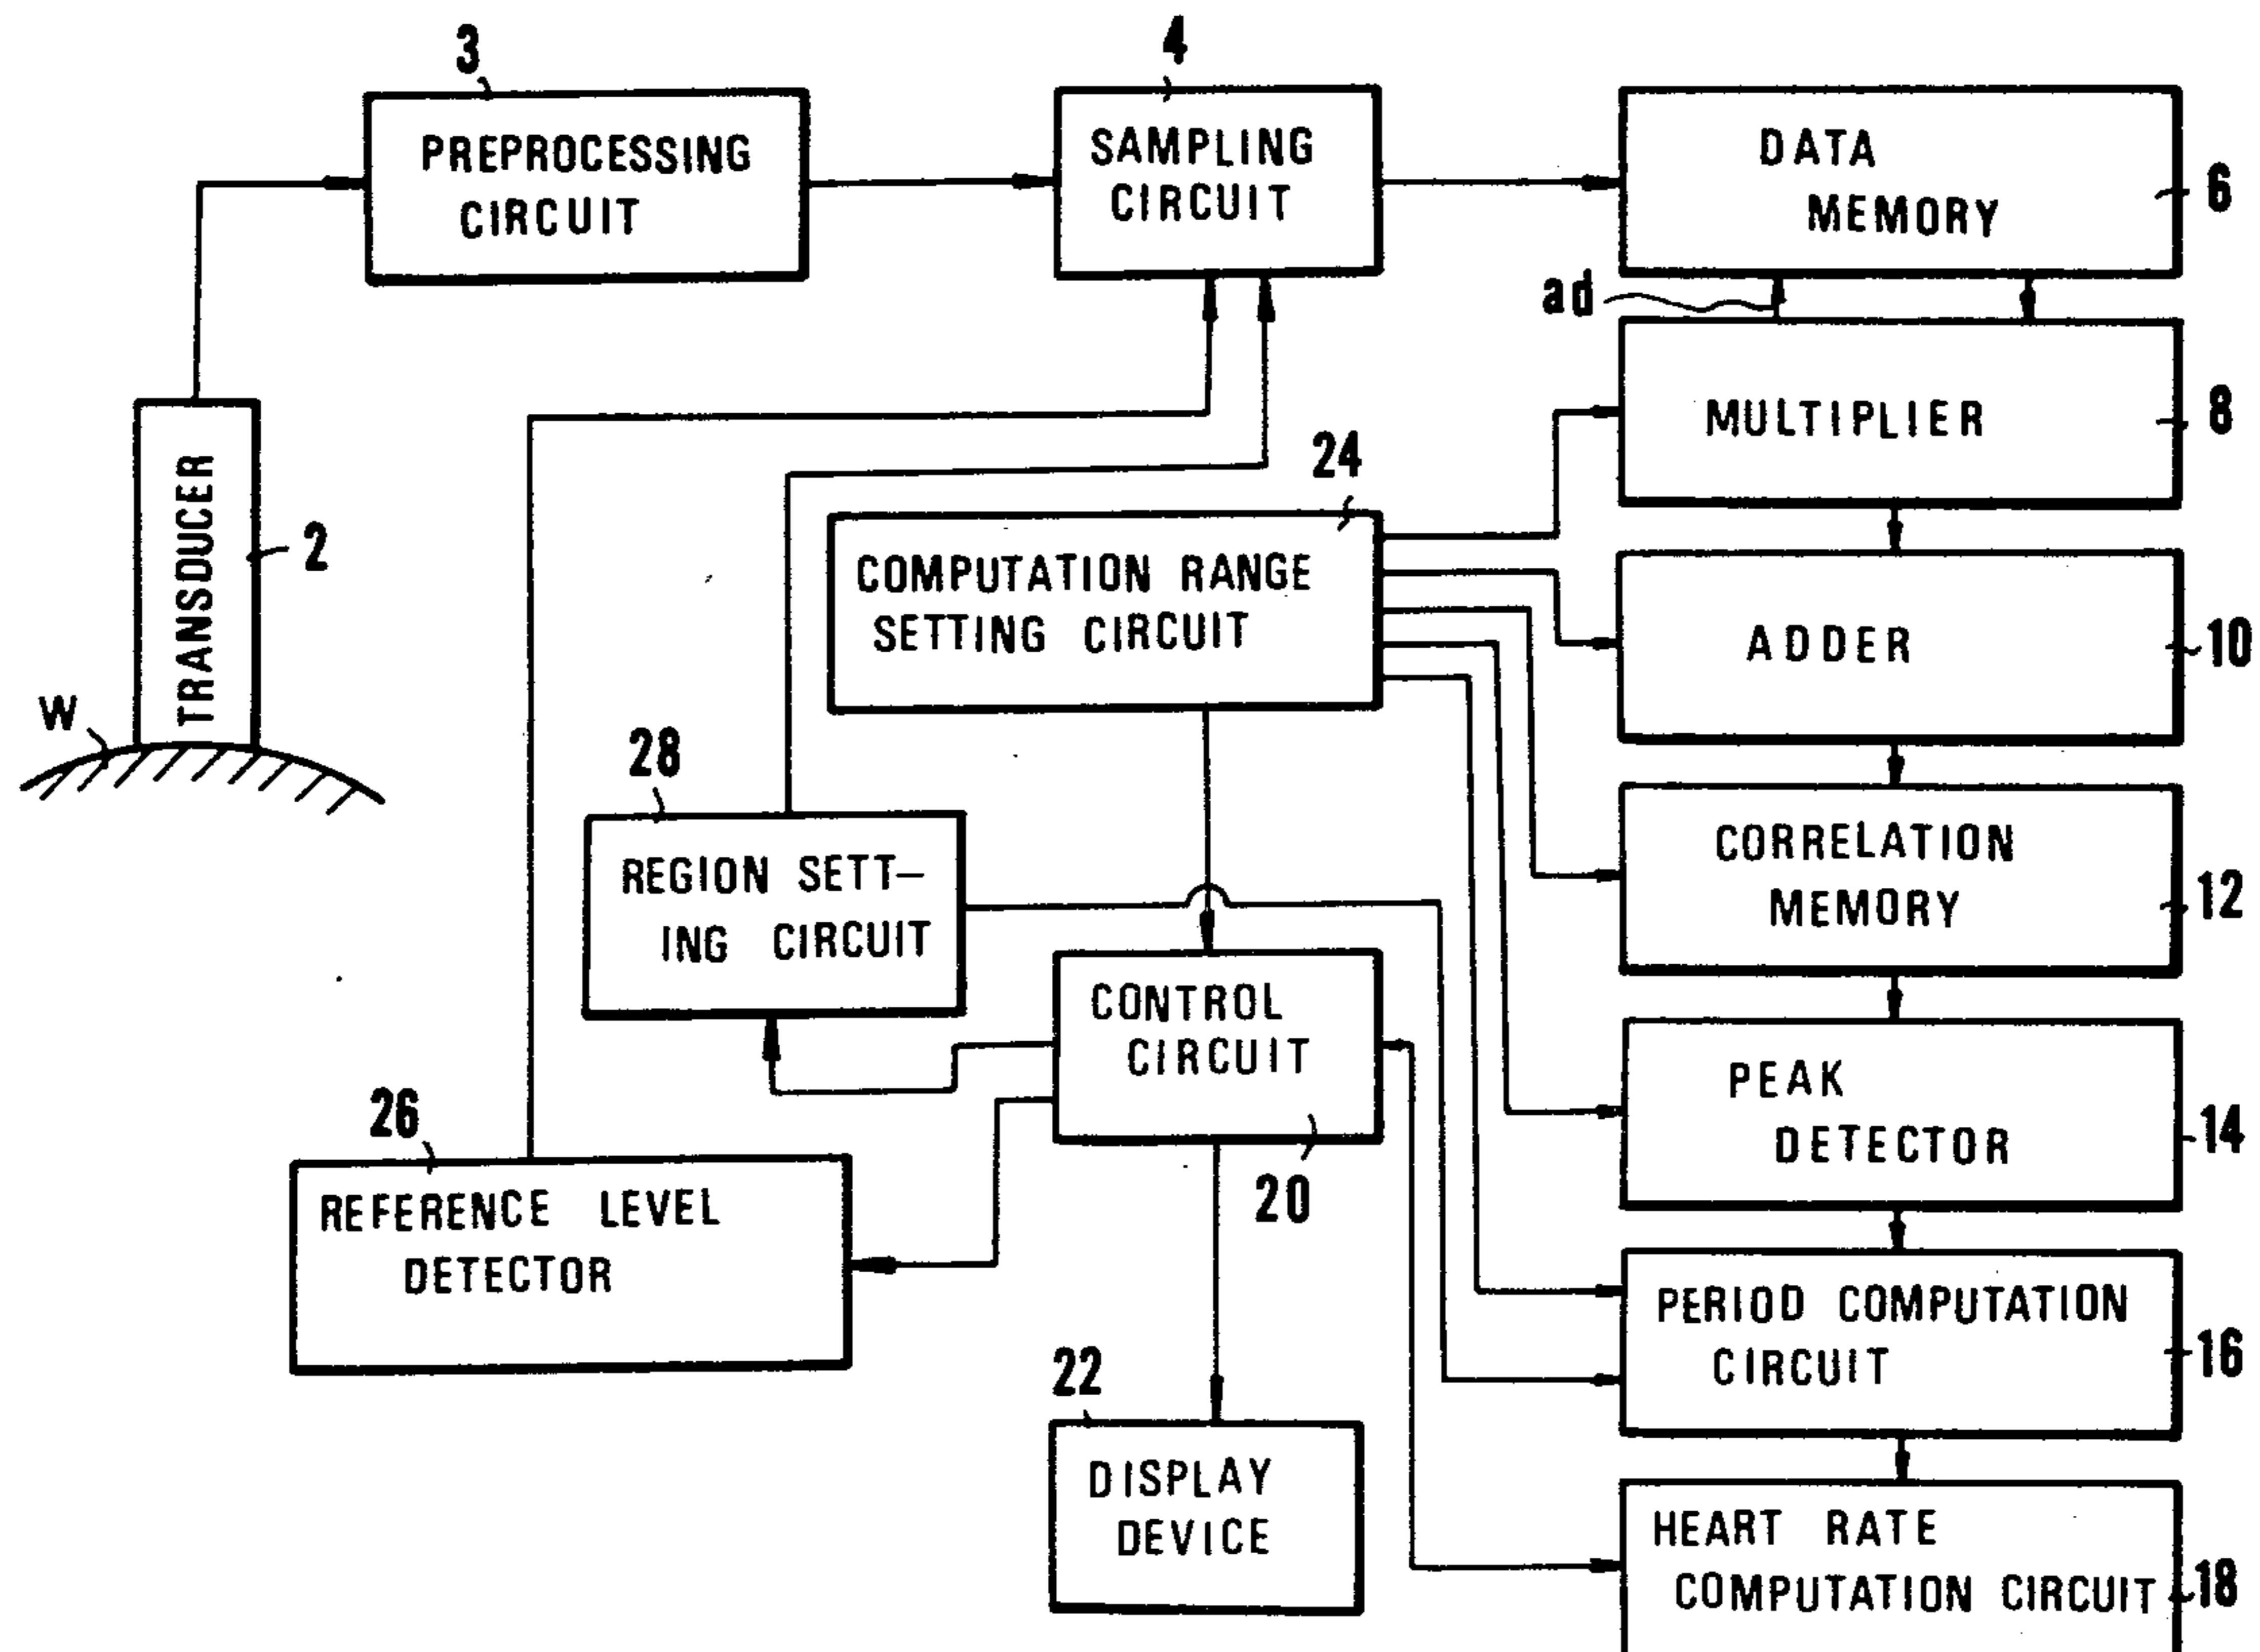 3
PREPROCESSING
CIRCUIT
4
SAMPLING
CIRCUIT
DATA
MEMORY
6
ad
MULTIPLIER
8
TRANSDUCER
2
W
24
COMPUTATION RANGE
SETTING CIRCUIT
ADDER
10
28
REGION SETT-
ING CIRCUIT
CORRELATION
MEMORY
12
CONTROL
CIRCUIT
20
PEAK
DETECTOR
14
26
REFERENCE LEVEL
DETECTOR
PERIOD COMPUTATION
CIRCUIT
16
22
DISPLAY
DEVICE
HEART RATE
COMPUTATION CIRCUIT
18